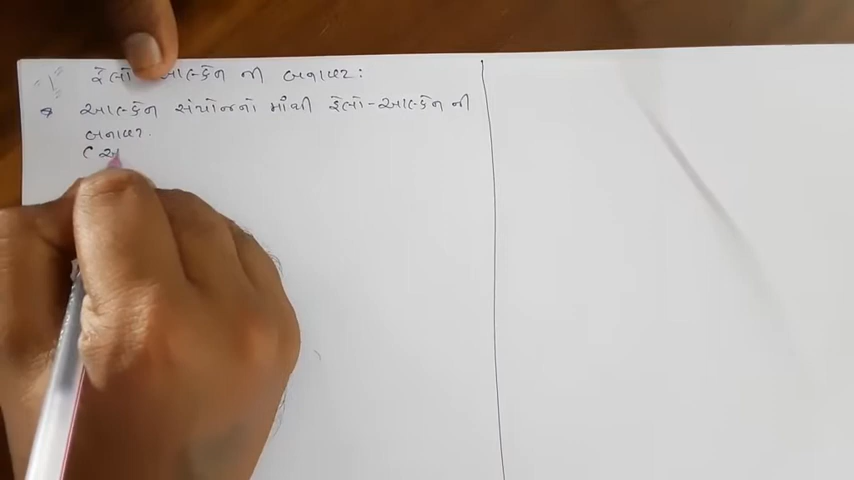 હેલો આલ્કેન ની બનાવટ:
આલ્કેન સંયોજનો માંથી હેલો-આલ્કેન ની
બનાવટ.
(અ